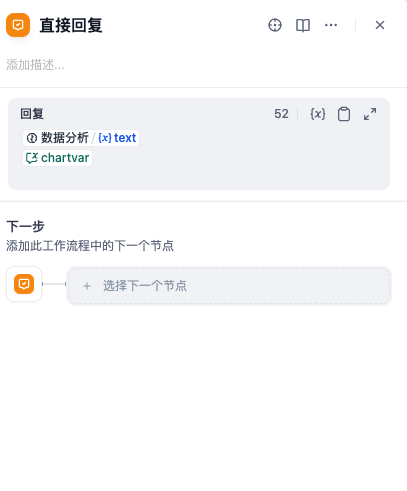 直接回复
添加描述...
回复 52 {x}
数据分析 / {x} text
chartvar
下一步
添加此工作流程中的下一个节点
+ 选择下一个节点